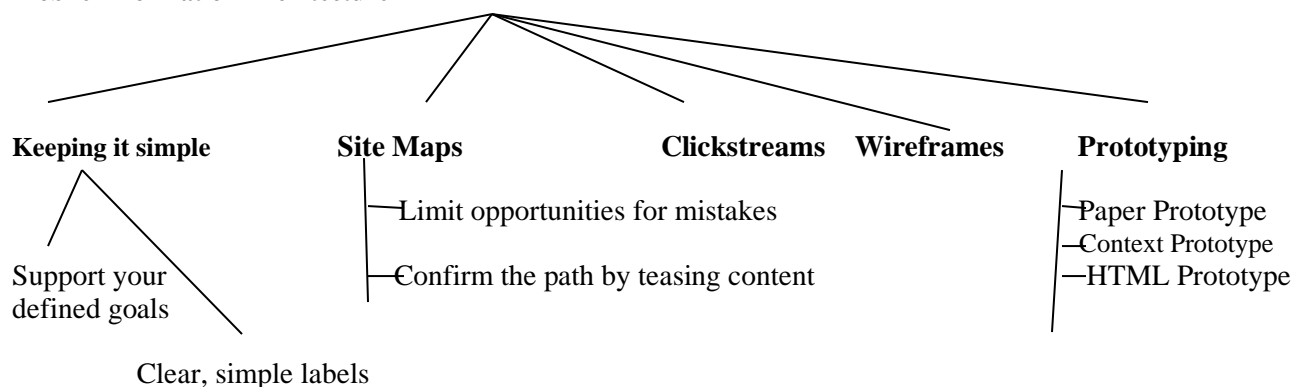 Keeping it simple
Site Maps
Clickstreams
Wireframes
Prototyping
Limit opportunities for mistakes
Confirm the path by teasing content
Paper Prototype
Context Prototype
HTML Prototype
Support your
defined goals
Clear, simple labels